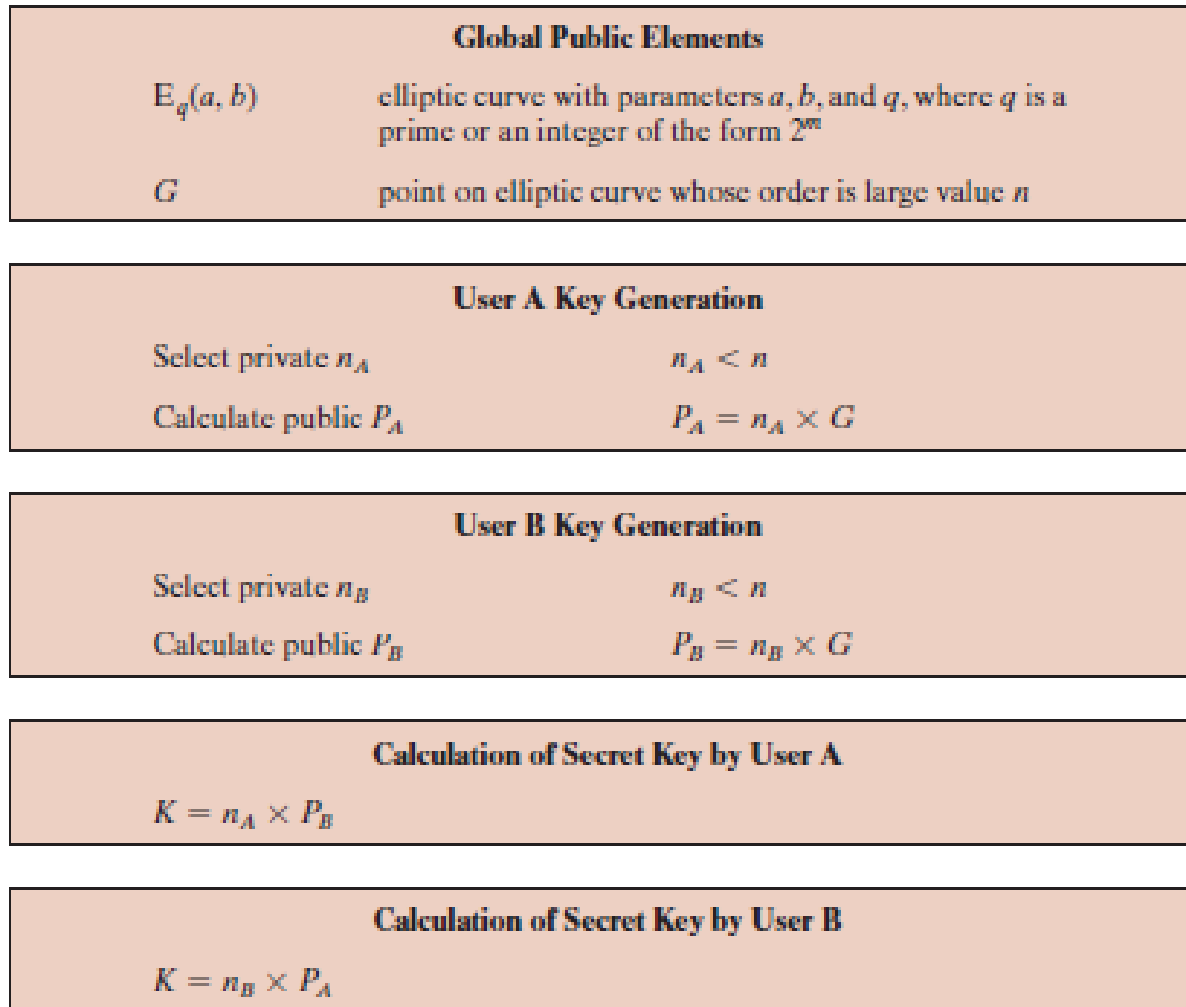 Global Public Elements
E_q(a, b) elliptic curve with parameters a, b, and q, where q is a
prime or an integer of the form 2^m
G point on elliptic curve whose order is large value n
User A Key Generation
Select private n_A n_A < n
Calculate public P_A P_A = n_A × G
User B Key Generation
Select private n_B n_B < n
Calculate public P_B P_B = n_B × G
Calculation of Secret Key by User A
K = n_A × P_B
Calculation of Secret Key by User B
K = n_B × P_A